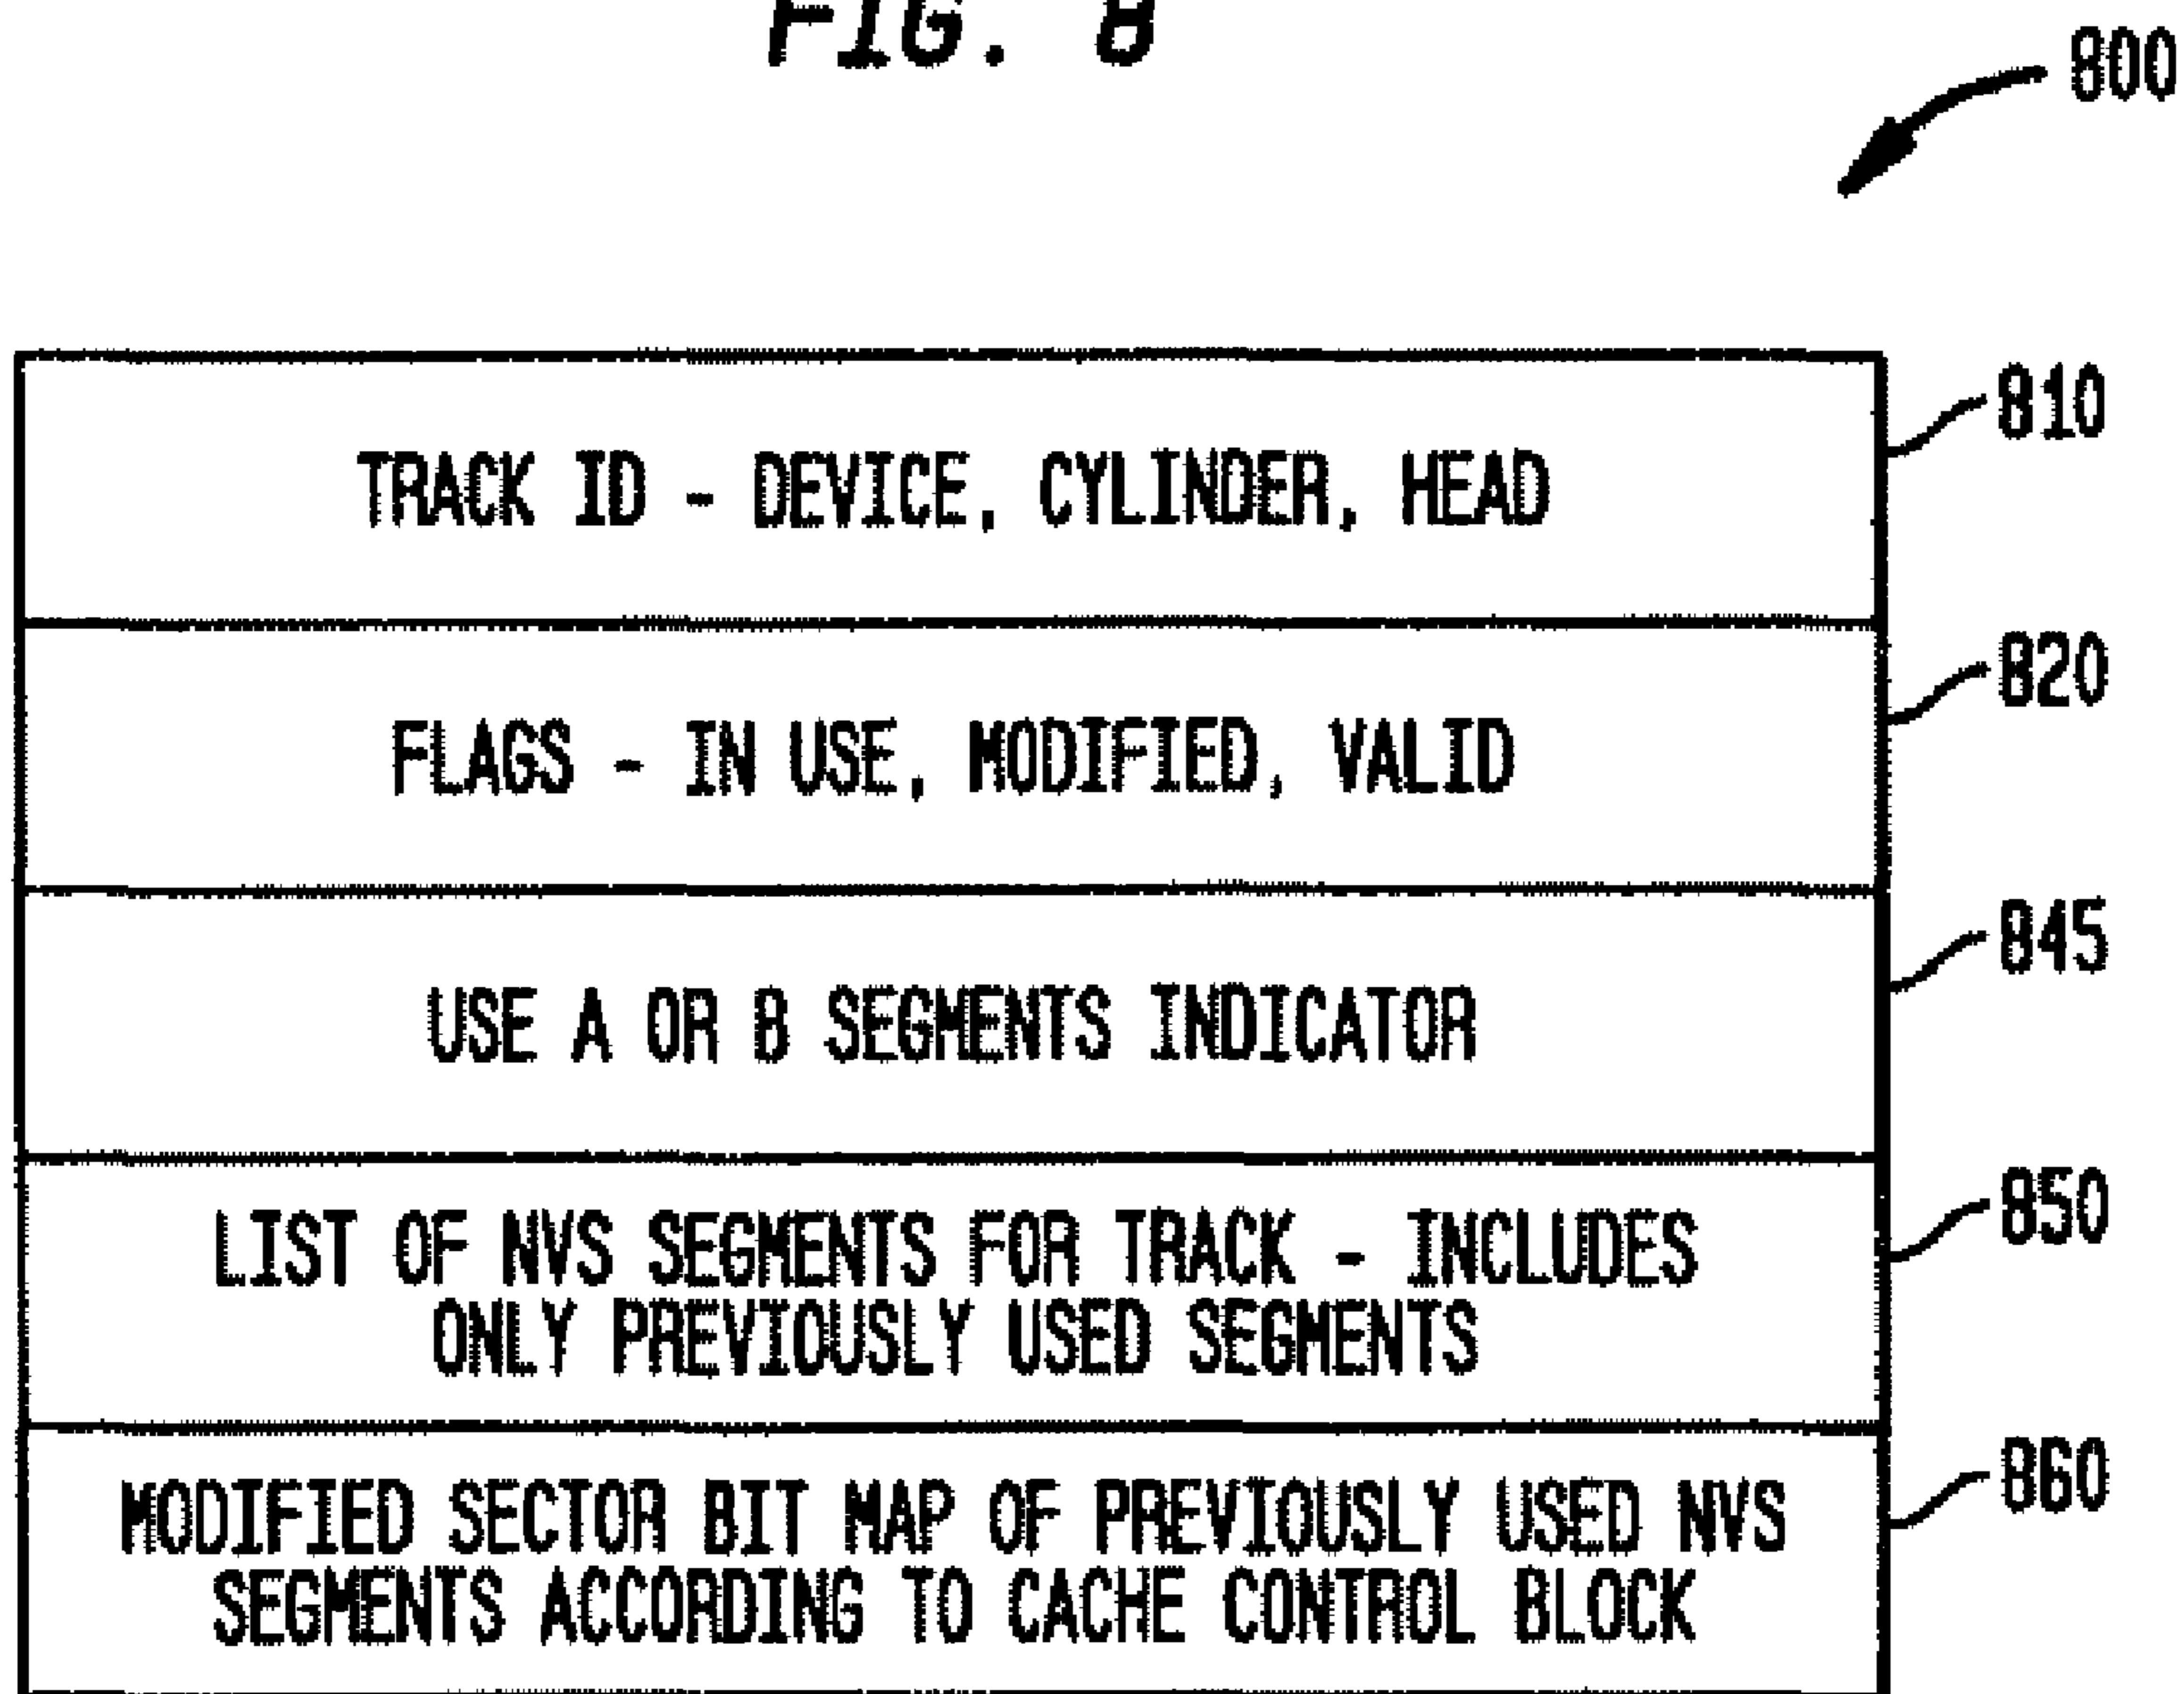 FIG. 8
800
TRACK ID - DEVICE, CYLINDER, HEAD
810
FLAGS - IN USE, MODIFIED, VALID
820
USE A OR B SEGMENTS INDICATOR
845
LIST OF NVS SEGMENTS FOR TRACK - INCLUDES
ONLY PREVIOUSLY USED SEGMENTS
850
MODIFIED SECTOR BIT MAP OF PREVIOUSLY USED NVS
SEGMENTS ACCORDING TO CACHE CONTROL BLOCK
860